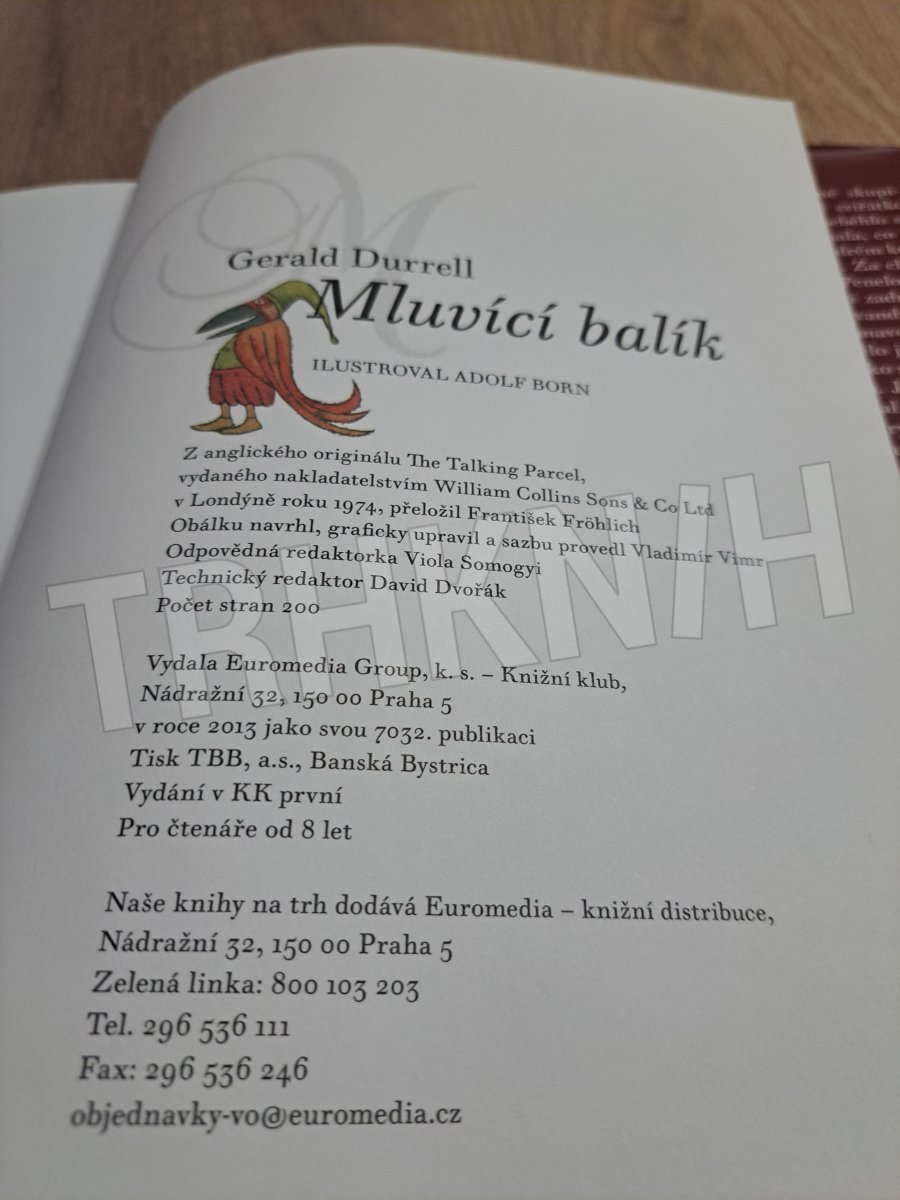 Gerald Durrell
Mluvící balík
ILUSTROVAL ADOLF BORN
Z anglického originálu The Talking Parcel,
vydaného nakladatelstvím William Collins Sons & Co Ltd
v Londýně roku 1974, přeložil František Fröhlich
Obálku navrhl, graficky upravil a sazbu provedl Vladimír Vimr
Odpovědná redaktorka Viola Somogyi
Technický redaktor David Dvořák
Počet stran 200
Vydala Euromedia Group, k. s. – Knižní klub,
Nádražní 32, 150 00 Praha 5
v roce 2013 jako svou 7032. publikaci
Tisk TBB, a.s., Banská Bystrica
Vydání v KK první
Pro čtenáře od 8 let
Naše knihy na trh dodává Euromedia – knižní distribuce,
Nádražní 32, 150 00 Praha 5
Zelená linka: 800 103 203
Tel. 296 536 111
Fax: 296 536 246
objednavky-vo@euromedia.cz
TRHKNIH